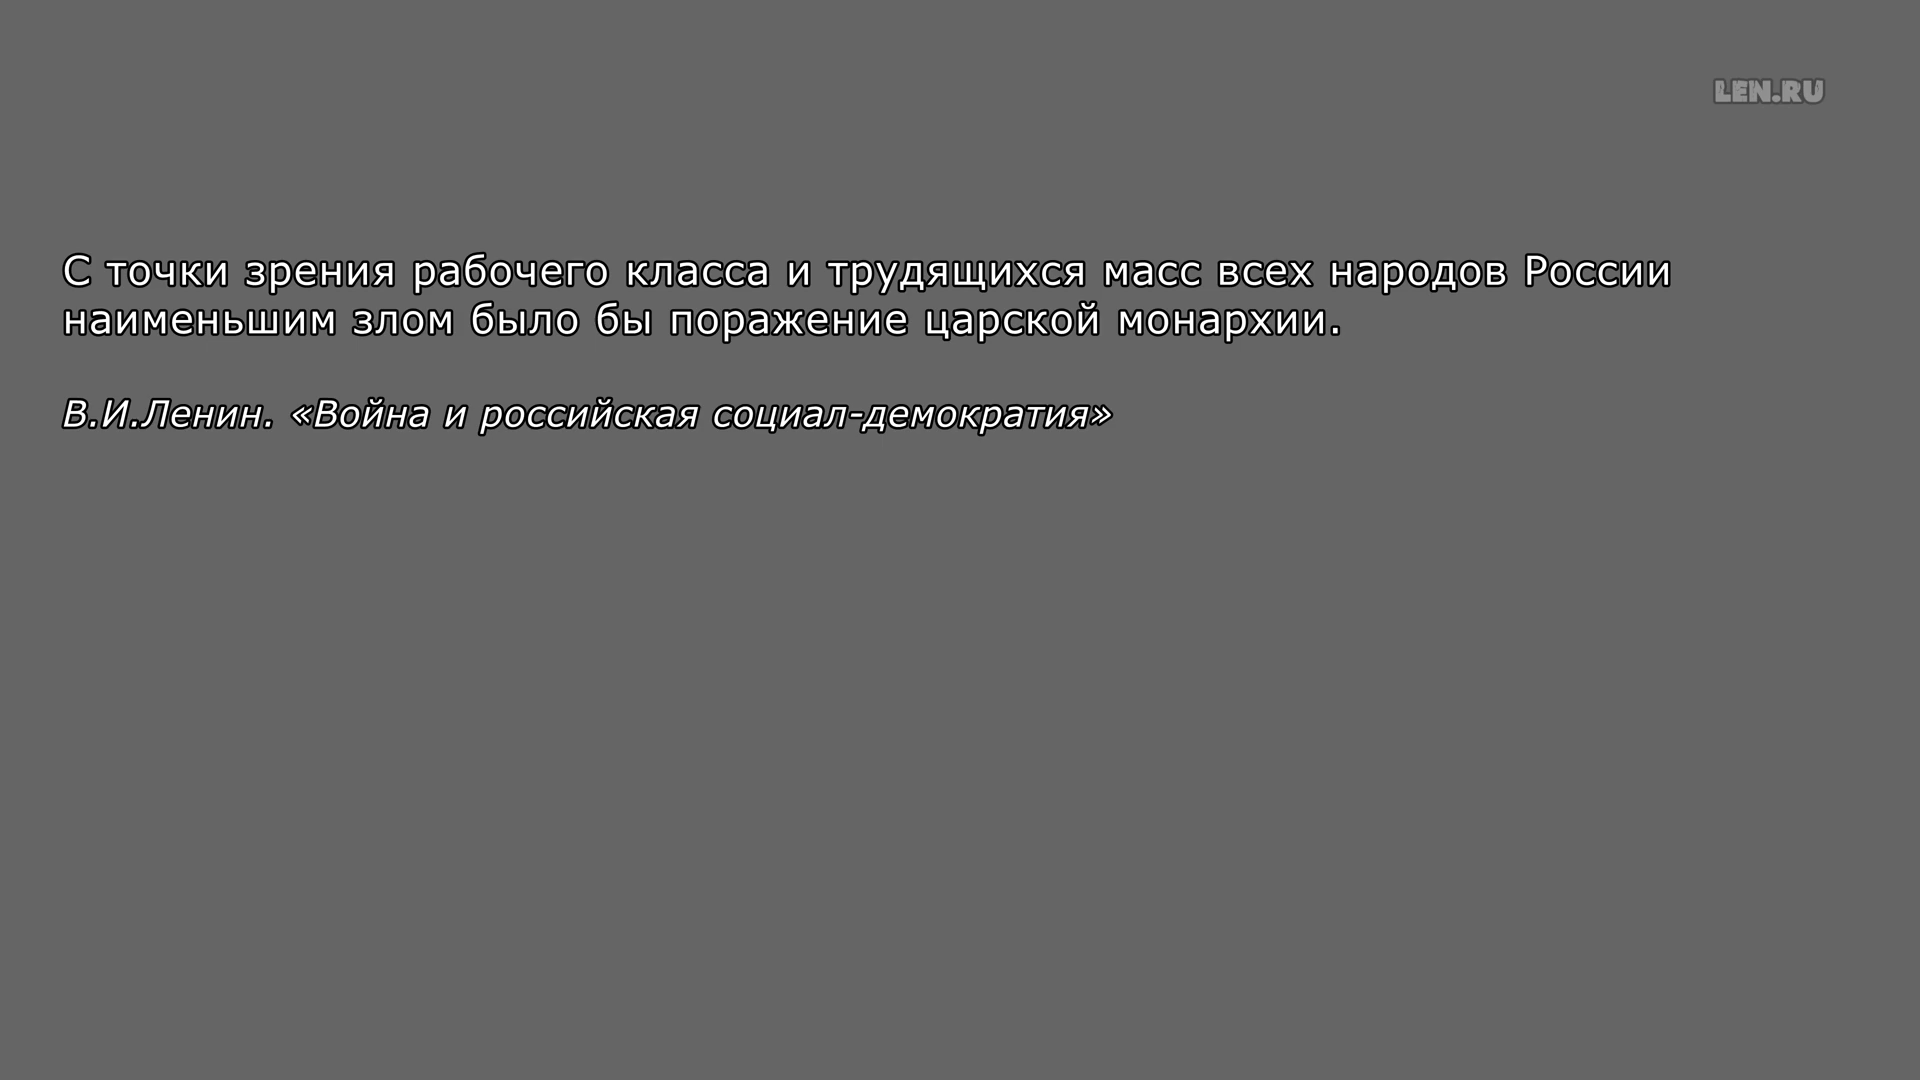 LEN.RU
С точки зрения рабочего класса и трудящихся масс всех народов России
наименьшим злом было бы поражение царской монархии.
В.И.Ленин. «Война и российская социал-демократия»